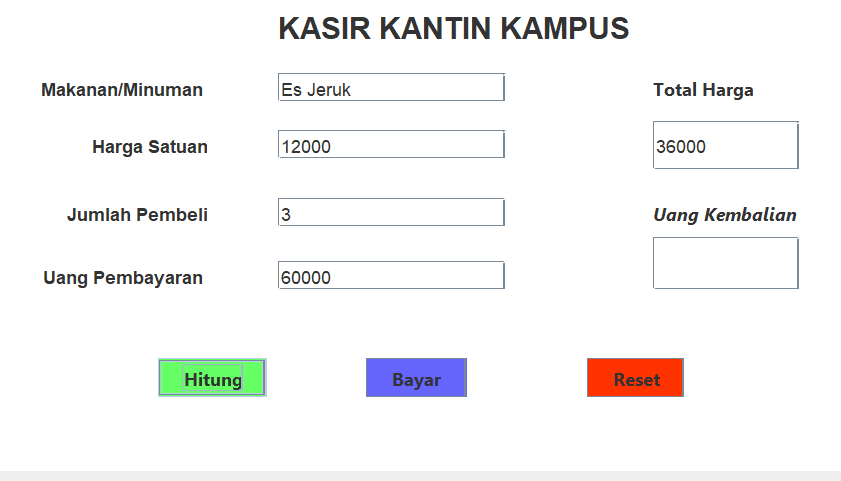 KASIR KANTIN KAMPUS
Makanan/Minuman Es Jeruk Total Harga
Harga Satuan 12000 36000
Jumlah Pembeli 3 Uang Kembalian
Uang Pembayaran 60000
Hitung Bayar Reset